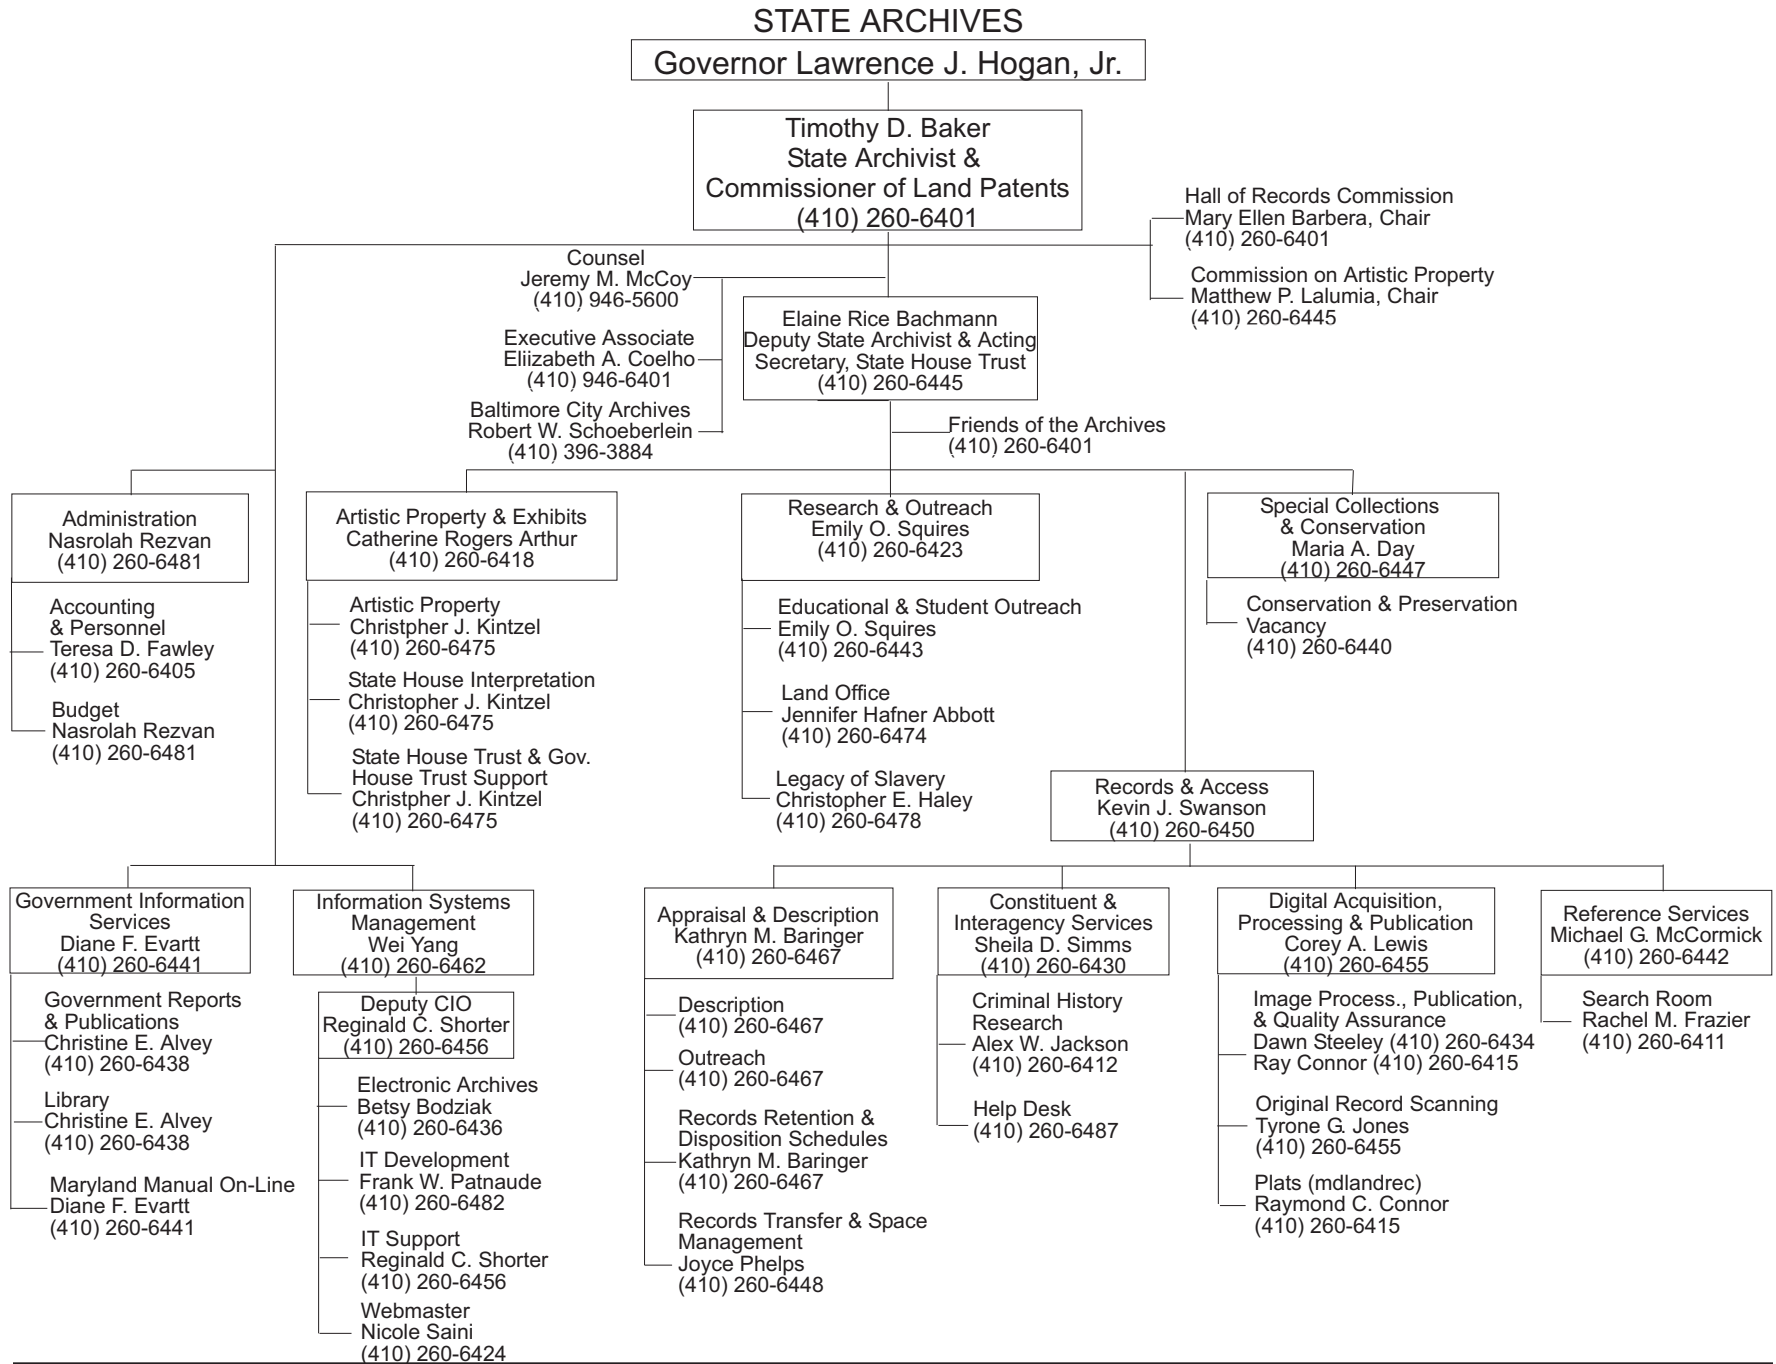 STATE ARCHIVES
Governor Lawrence J. Hogan, Jr.
Timothy D. Baker
State Archivist &
Commissioner of Land Patents
(410) 260-6401
Hall of Records Commission
Mary Ellen Barbera, Chair
(410) 260-6401
Commission on Artistic Property
Matthew P. Lalumia, Chair
(410) 260-6445
Counsel
Jeremy M. McCoy
(410) 946-5600
Executive Associate
Eliizabeth A. Coelho
(410) 946-6401
Baltimore City Archives
Robert W. Schoeberlein
(410) 396-3884
Elaine Rice Bachmann
Deputy State Archivist & Acting
Secretary, State House Trust
(410) 260-6445
Friends of the Archives
(410) 260-6401
Administration
Nasrolah Rezvan
(410) 260-6481
Accounting
& Personnel
Teresa D. Fawley
(410) 260-6405
Budget
Nasrolah Rezvan
(410) 260-6481
Artistic Property & Exhibits
Catherine Rogers Arthur
(410) 260-6418
Artistic Property
Christpher J. Kintzel
(410) 260-6475
State House Interpretation
Christopher J. Kintzel
(410) 260-6475
State House Trust & Gov.
House Trust Support
Christpher J. Kintzel
(410) 260-6475
Research & Outreach
Emily O. Squires
(410) 260-6423
Educational & Student Outreach
Emily O. Squires
(410) 260-6443
Land Office
Jennifer Hafner Abbott
(410) 260-6474
Legacy of Slavery
Christopher E. Haley
(410) 260-6478
Special Collections
& Conservation
Maria A. Day
(410) 260-6447
Conservation & Preservation
Vacancy
(410) 260-6440
Records & Access
Kevin J. Swanson
(410) 260-6450
Government Information
Services
Diane F. Evartt
(410) 260-6441
Government Reports
& Publications
Christine E. Alvey
(410) 260-6438
Library
Christine E. Alvey
(410) 260-6438
Maryland Manual On-Line
Diane F. Evartt
(410) 260-6441
Information Systems
Management
Wei Yang
(410) 260-6462
Deputy CIO
Reginald C. Shorter
(410) 260-6456
Electronic Archives
Betsy Bodziak
(410) 260-6436
IT Development
Frank W. Patnaude
(410) 260-6482
IT Support
Reginald C. Shorter
(410) 260-6456
Webmaster
Nicole Saini
(410) 260-6424
Appraisal & Description
Kathryn M. Baringer
(410) 260-6467
Description
(410) 260-6467
Outreach
(410) 260-6467
Records Retention &
Disposition Schedules
Kathryn M. Baringer
(410) 260-6467
Records Transfer & Space
Management
Joyce Phelps
(410) 260-6448
Constituent &
Interagency Services
Sheila D. Simms
(410) 260-6430
Criminal History
Research
Alex W. Jackson
(410) 260-6412
Help Desk
(410) 260-6487
Digital Acquisition,
Processing & Publication
Corey A. Lewis
(410) 260-6455
Image Process., Publication,
& Quality Assurance
Dawn Steeley (410) 260-6434
Ray Connor (410) 260-6415
Original Record Scanning
Tyrone G. Jones
(410) 260-6455
Plats (mdlandrec)
Raymond C. Connor
(410) 260-6415
Reference Services
Michael G. McCormick
(410) 260-6442
Search Room
Rachel M. Frazier
(410) 260-6411